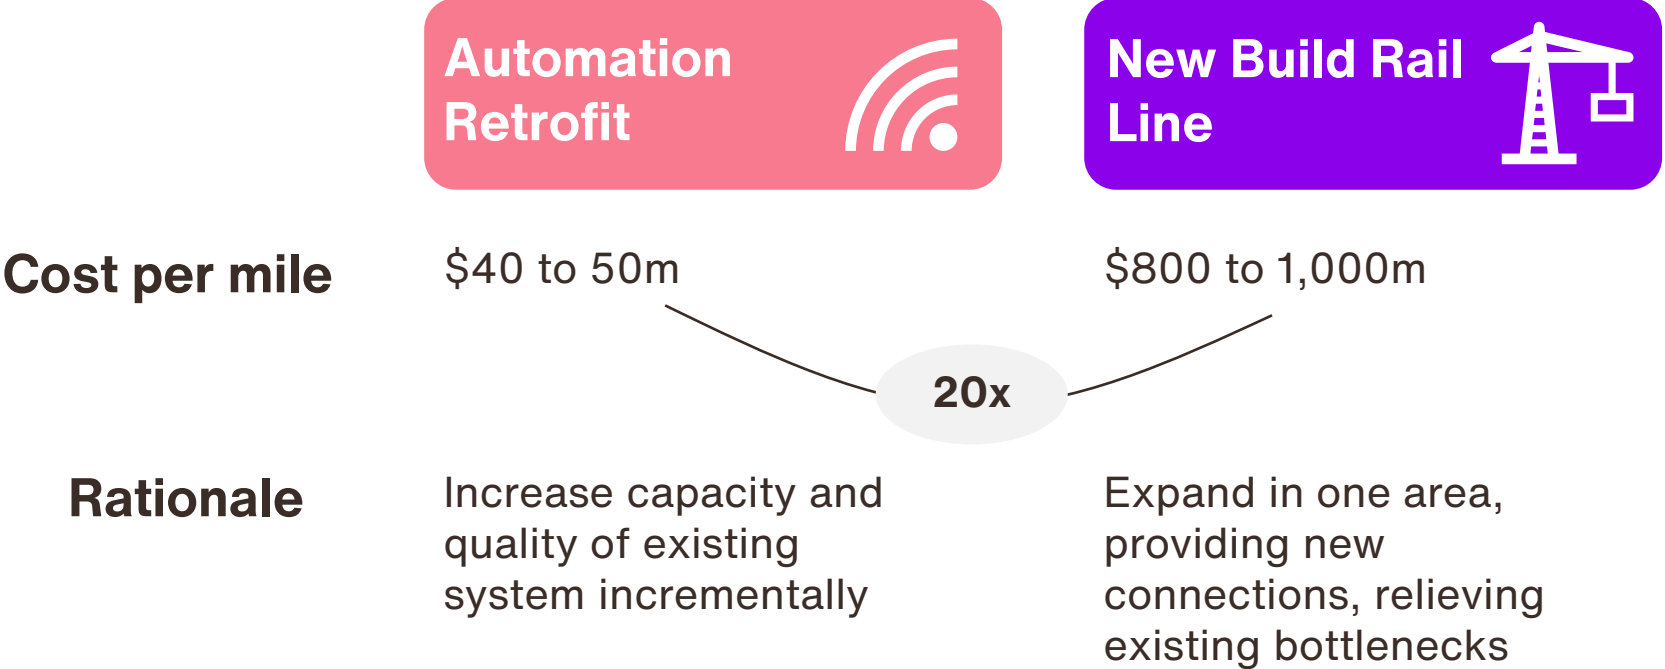 Automation
Retrofit
New Build Rail
Line
Cost per mile
$40 to 50m
$800 to 1,000m
20x
Rationale
Increase capacity and
quality of existing
system incrementally
Expand in one area,
providing new
connections, relieving
existing bottlenecks